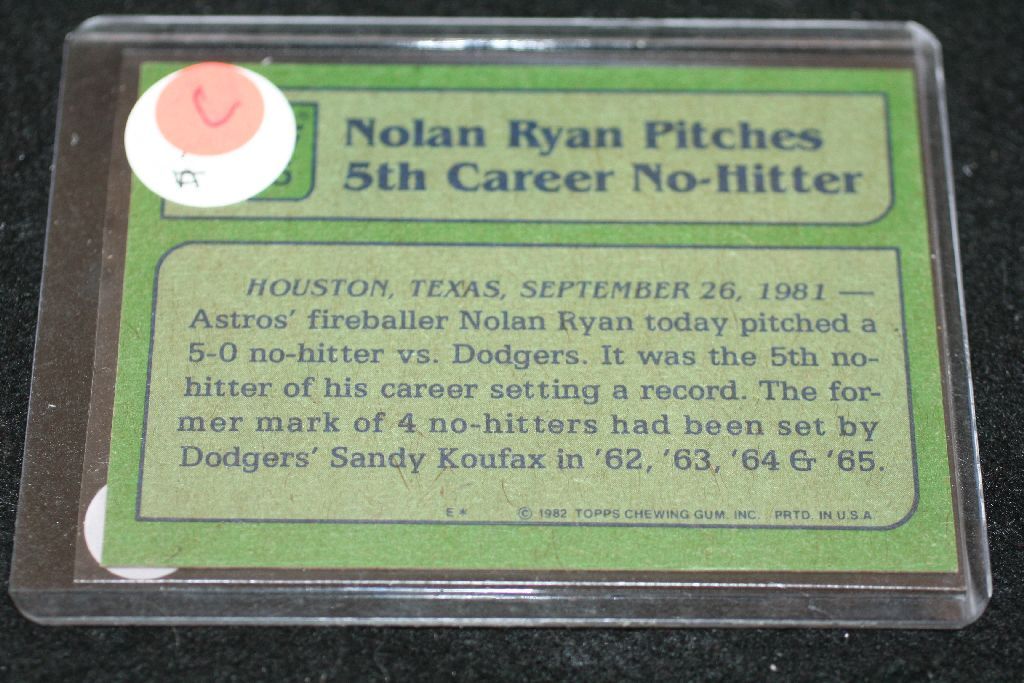 Nolan Ryan Pitches
5th Career No-Hitter
HOUSTON, TEXAS, SEPTEMBER 26, 1981 —
Astros' fireballer Nolan Ryan today pitched a
5-0 no-hitter vs. Dodgers. It was the 5th no-
hitter of his career setting a record. The for-
mer mark of 4 no-hitters had been set by
Dodgers' Sandy Koufax in '62, '63, '64 & '65.
E* © 1982 TOPPS CHEWING GUM, INC. PRTD. IN U.S.A.